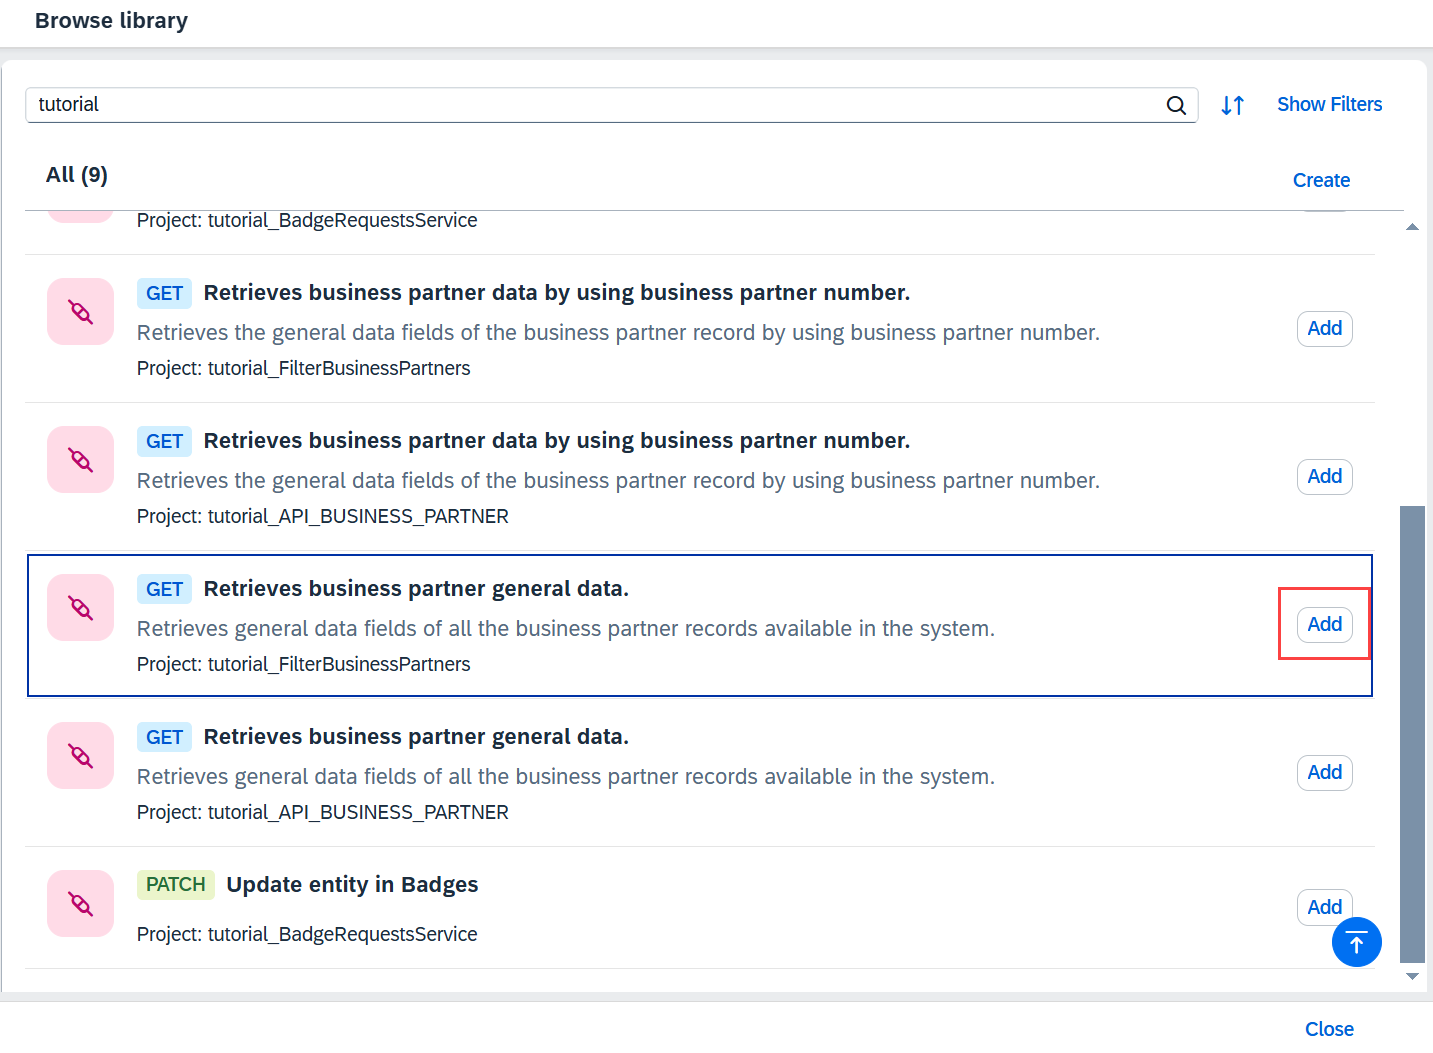 Browse library
tutorial
Show Filters
All (9)
Create
Project: tutorial_BadgeRequestsService
GET Retrieves business partner data by using business partner number.
Retrieves the general data fields of the business partner record by using business partner number.
Add
Project: tutorial_FilterBusinessPartners
GET Retrieves business partner data by using business partner number.
Retrieves the general data fields of the business partner record by using business partner number.
Add
Project: tutorial_API_BUSINESS_PARTNER
GET Retrieves business partner general data.
Retrieves general data fields of all the business partner records available in the system.
Add
Project: tutorial_FilterBusinessPartners
GET Retrieves business partner general data.
Retrieves general data fields of all the business partner records available in the system.
Add
Project: tutorial_API_BUSINESS_PARTNER
PATCH Update entity in Badges
Add
Project: tutorial_BadgeRequestsService
Close